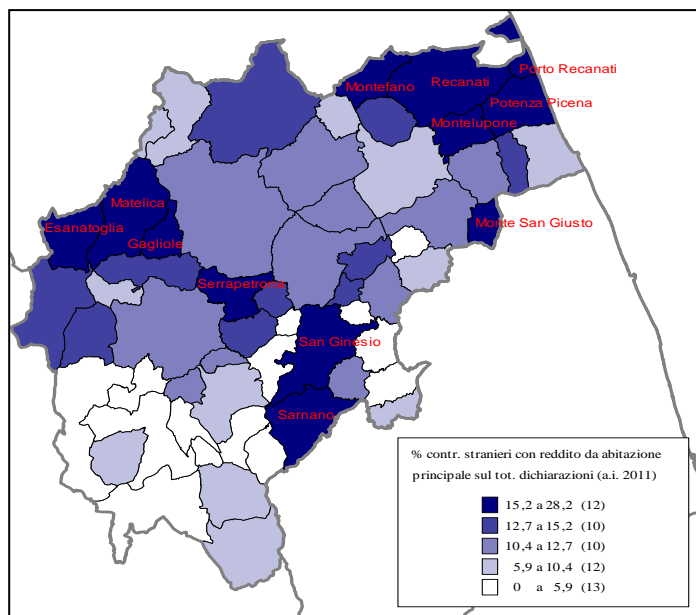 Porto Recanati
Recanati
Montefano
Potenza Picena
Montelupone
Matelica
Monte San Giusto
Esanatoglia
Gagliole
Serrapetrona
San Ginesio
Sarnano
% contr. stranieri con reddito da abitazione
principale sul tot. dichiarazioni (a.i. 2011)
15,2 a 28,2 (12)
12,7 a 15,2 (10)
10,4 a 12,7 (10)
5,9 a 10,4 (12)
0 a 5,9 (13)